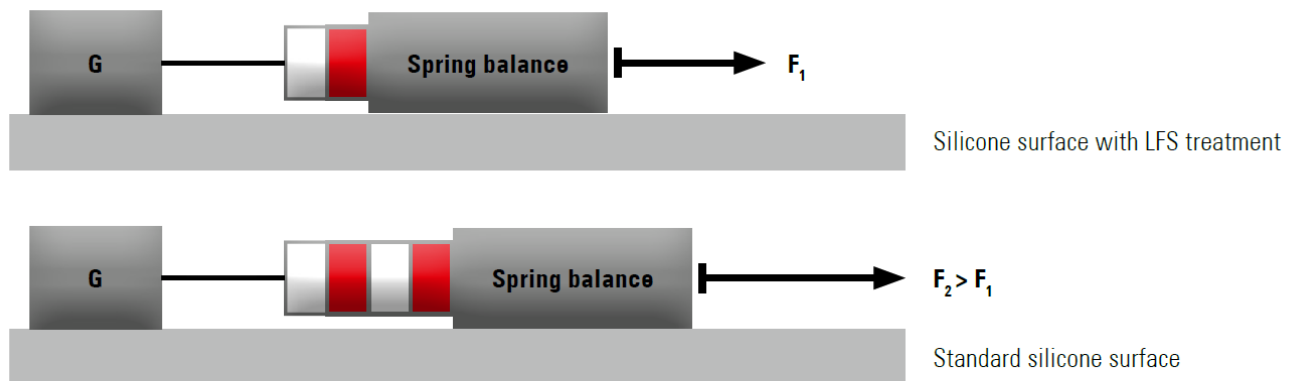 G
Spring balance
F₁
Silicone surface with LFS treatment
G
Spring balance
F₂ > F₁
Standard silicone surface